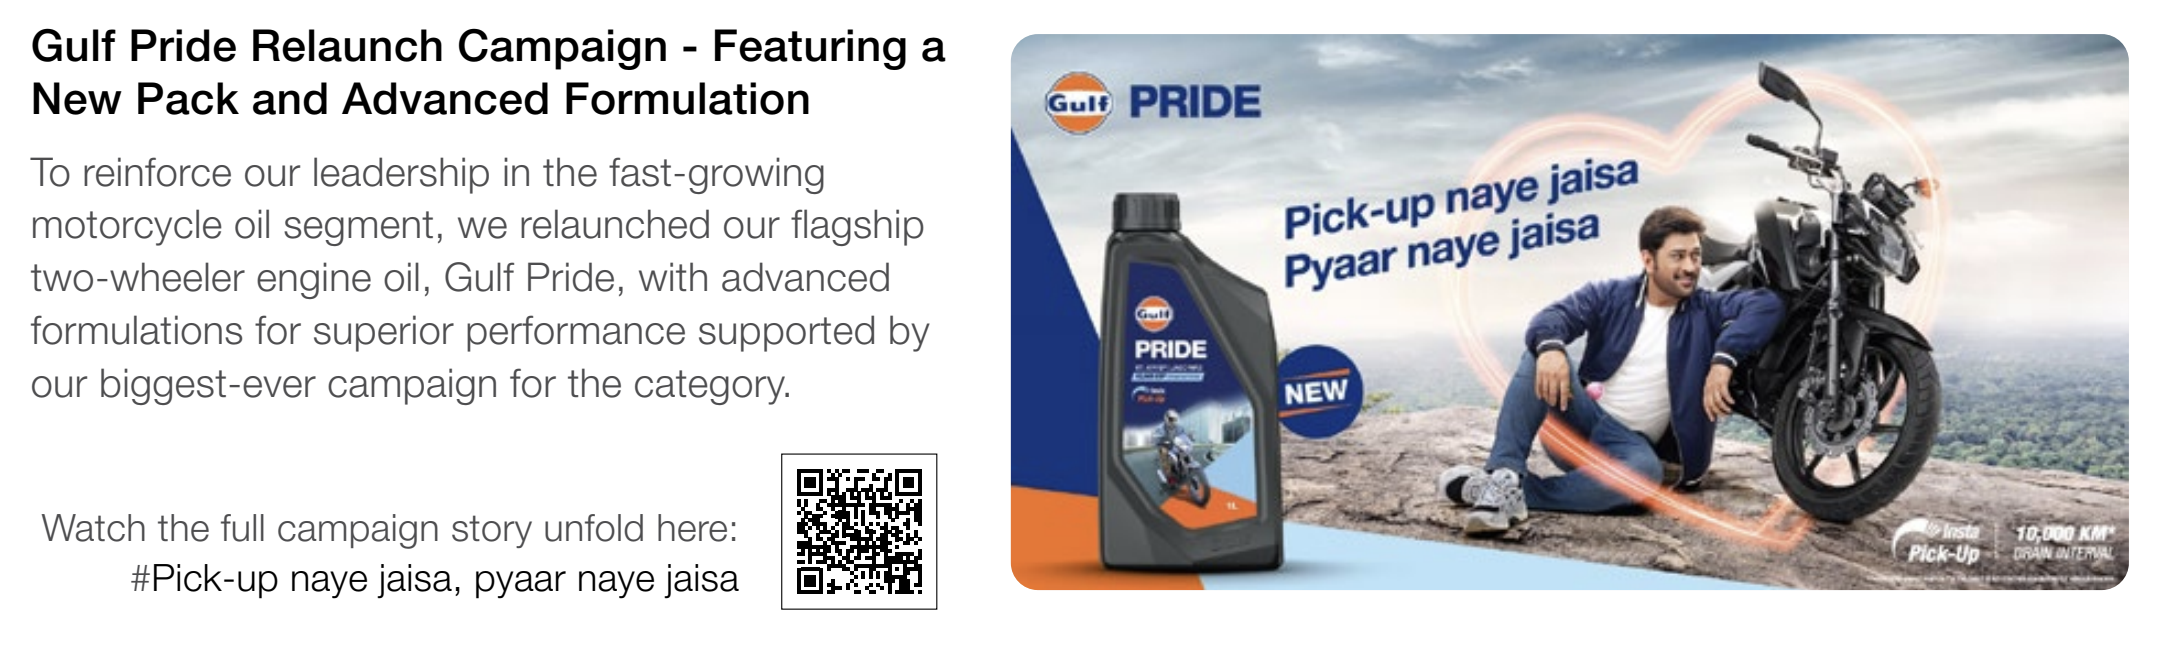 Gulf Pride Relaunch Campaign - Featuring a
New Pack and Advanced Formulation
To reinforce our leadership in the fast-growing
motorcycle oil segment, we relaunched our flagship
two-wheeler engine oil, Gulf Pride, with advanced
formulations for superior performance supported by
our biggest-ever campaign for the category.
Watch the full campaign story unfold here:
#Pick-up naye jaisa, pyaar naye jaisa
Gulf PRIDE
Pick-up naye jaisa
Pyaar naye jaisa
Gulf
PRIDE
Insta
Pick-Up
1L
NEW
Insta
Pick-Up
10,000 KM*
DRAIN INTERVAL